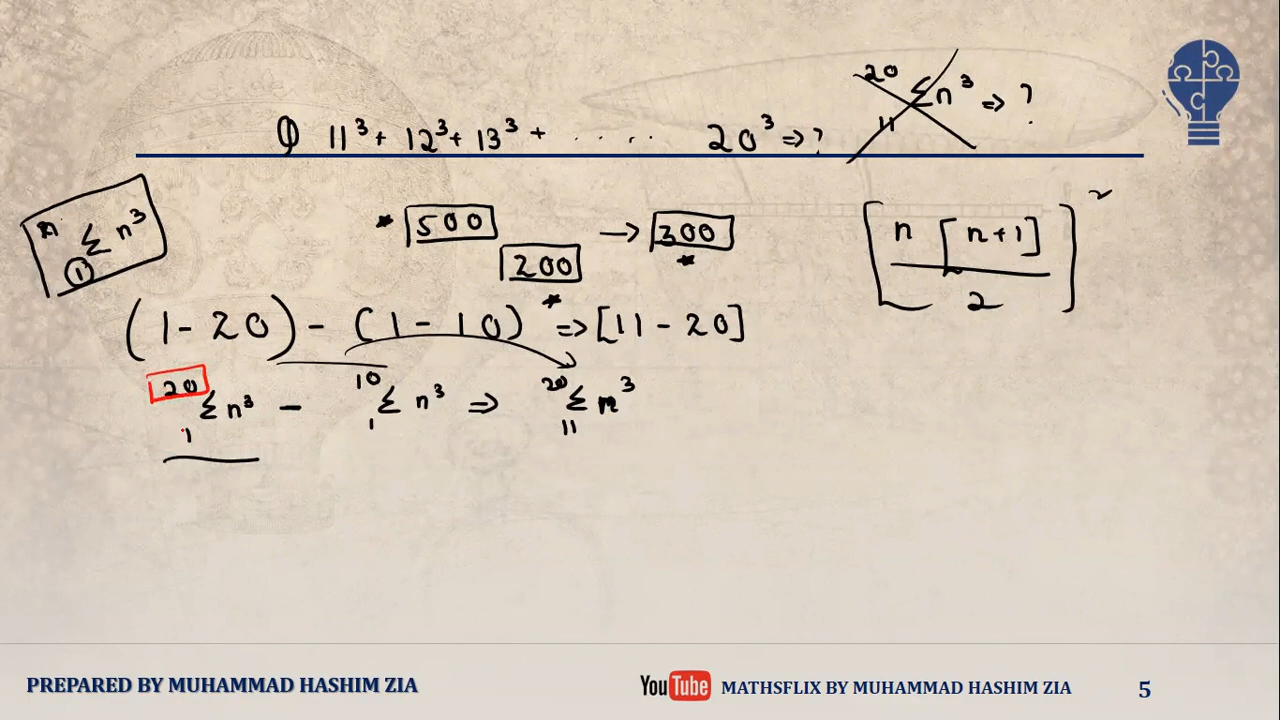 20
Σn³ ⇒ ?
11
Q 11³ + 12³ + 13³ + ...... 20³ ⇒ ?
n
Σ n³
1
* 500 → 300
200 *
*
[n [n+1] / 2]²
(1 - 20) - (1 - 10) ⇒ [11 - 20]
20 10 20
Σ n³ - Σ n³ ⇒ Σ n³
1 1 11
PREPARED BY MUHAMMAD HASHIM ZIA
YouTube MATHSFLIX BY MUHAMMAD HASHIM ZIA 5